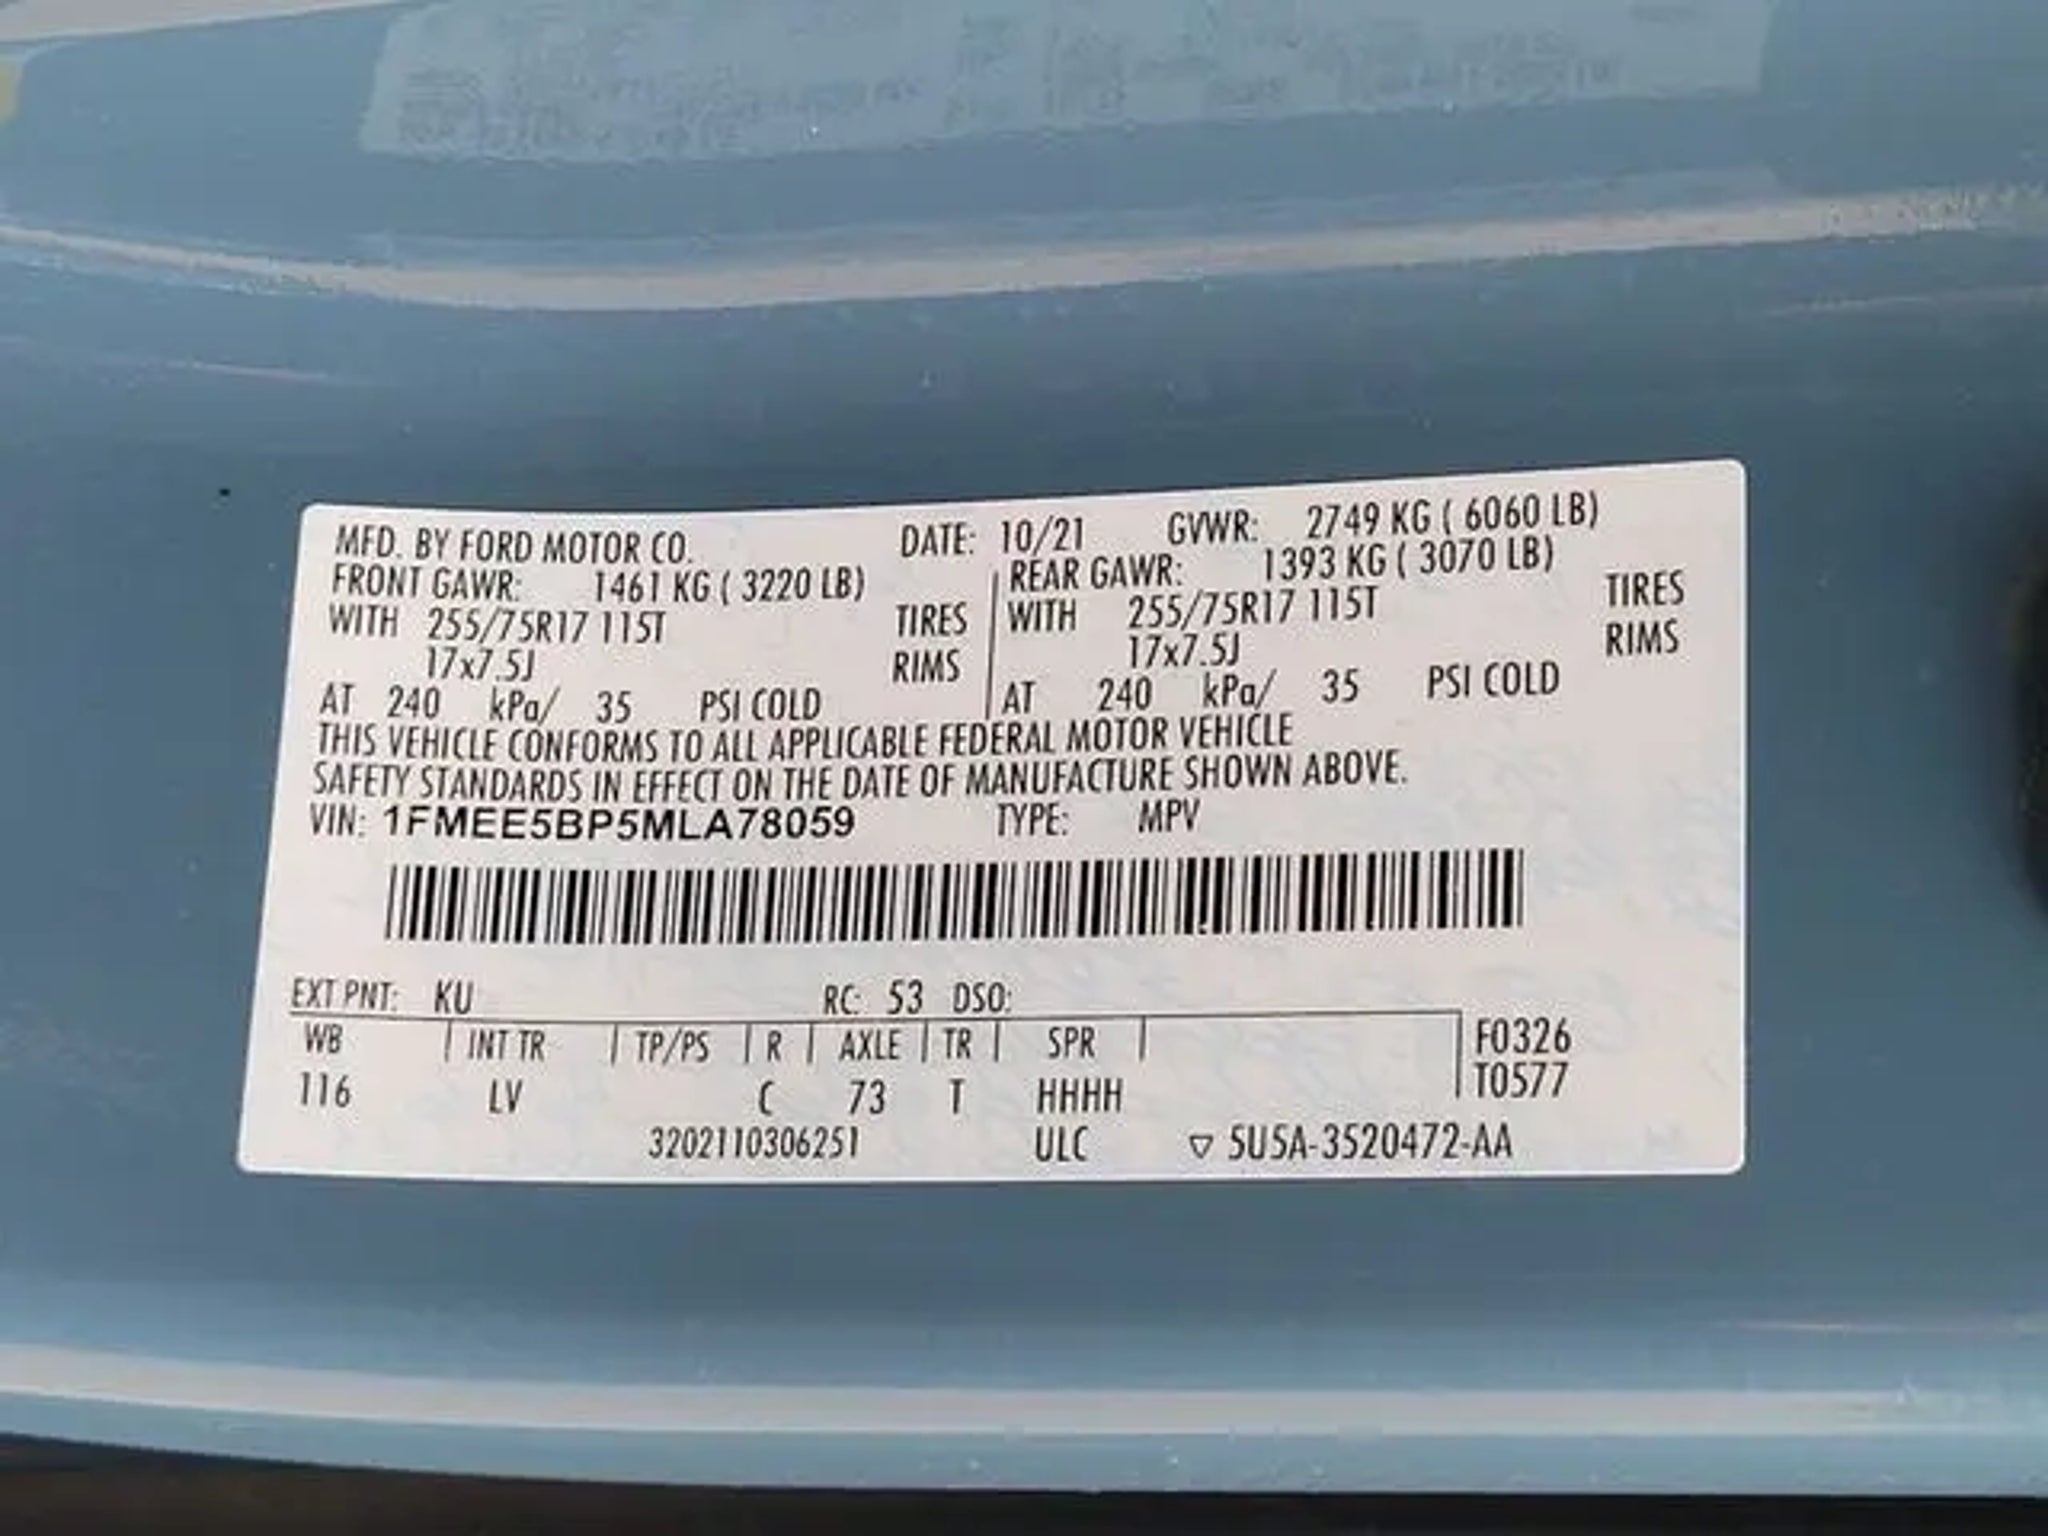 MFD. BY FORD MOTOR CO. DATE: 10/21 GVWR: 2749 KG ( 6060 LB)
FRONT GAWR: 1461 KG ( 3220 LB) REAR GAWR: 1393 KG ( 3070 LB)
WITH 255/75R17 115T TIRES WITH 255/75R17 115T TIRES
17x7.5J RIMS 17x7.5J RIMS
AT 240 kPa/ 35 PSI COLD AT 240 kPa/ 35 PSI COLD
THIS VEHICLE CONFORMS TO ALL APPLICABLE FEDERAL MOTOR VEHICLE
SAFETY STANDARDS IN EFFECT ON THE DATE OF MANUFACTURE SHOWN ABOVE.
VIN: 1FMEE5BP5MLA78059 TYPE: MPV
EXT PNT: KU RC: 53 DSO:
WB INT TR TP/PS R AXLE TR SPR F0326
116 LV C 73 T HHHH T0577
3202110306251 ULC ▽ 5U5A-3520472-AA